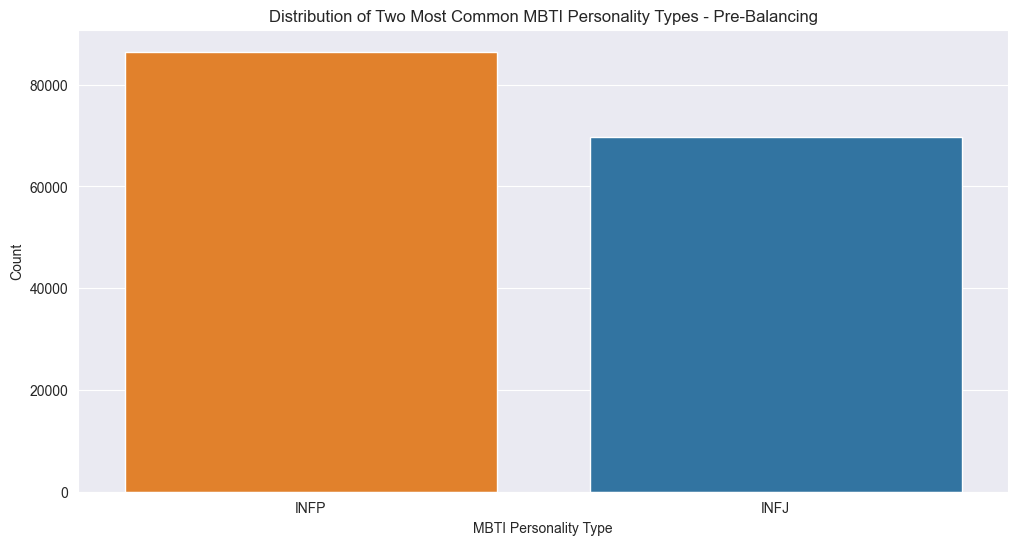 Distribution of Two Most Common MBTI Personality Types - Pre-Balancing
Count
80000
60000
40000
20000
0
INFP INFJ
MBTI Personality Type